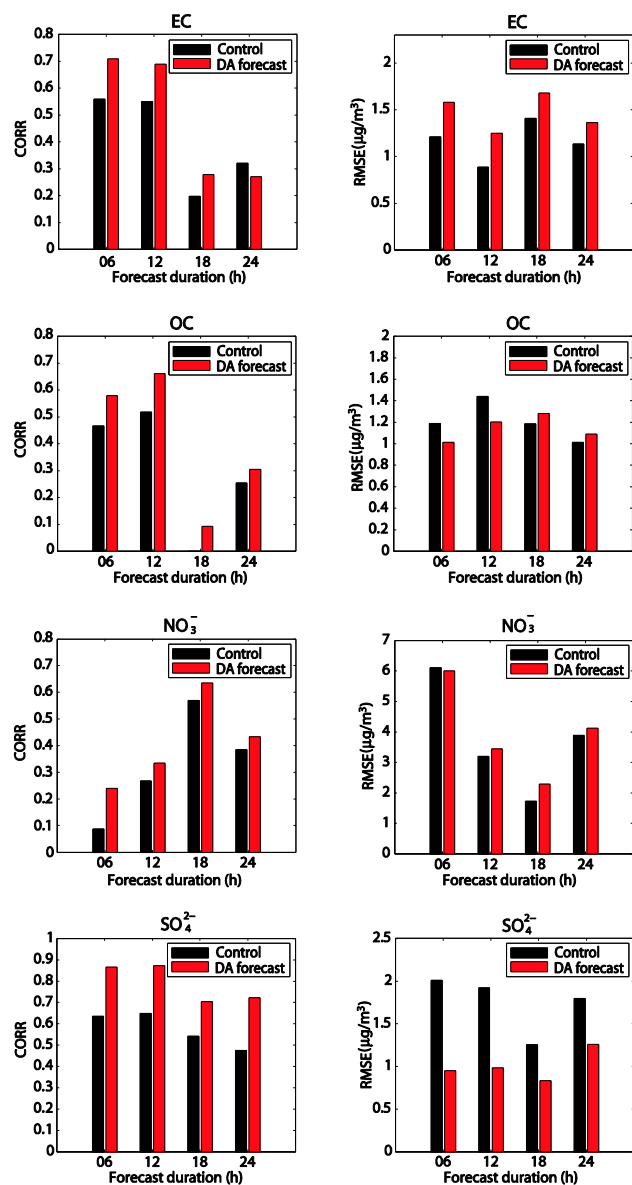 EC
0.8
0.7
0.6
0.5
0.4
0.3
0.2
0.1
0
CORR
Control
DA forecast
06 12 18 24
Forecast duration (h)
EC
2
1.5
1
0.5
0
RMSE(μg/m³)
Control
DA forecast
06 12 18 24
Forecast duration (h)
OC
0.8
0.7
0.6
0.5
0.4
0.3
0.2
0.1
0
CORR
Control
DA forecast
06 12 18 24
Forecast duration (h)
OC
2
1.8
1.6
1.4
1.2
1
0.8
0.6
0.4
0.2
0
RMSE(μg/m³)
Control
DA forecast
06 12 18 24
Forecast duration (h)
NO₃⁻
0.8
0.7
0.6
0.5
0.4
0.3
0.2
0.1
0
CORR
Control
DA forecast
06 12 18 24
Forecast duration (h)
NO₃⁻
7
6
5
4
3
2
1
0
RMSE(μg/m³)
Control
DA forecast
06 12 18 24
Forecast duration (h)
SO₄²⁻
1
0.9
0.8
0.7
0.6
0.5
0.4
0.3
0.2
0.1
0
CORR
Control
DA forecast
06 12 18 24
Forecast duration (h)
SO₄²⁻
2.5
2
1.5
1
0.5
0
RMSE(μg/m³)
Control
DA forecast
06 12 18 24
Forecast duration (h)